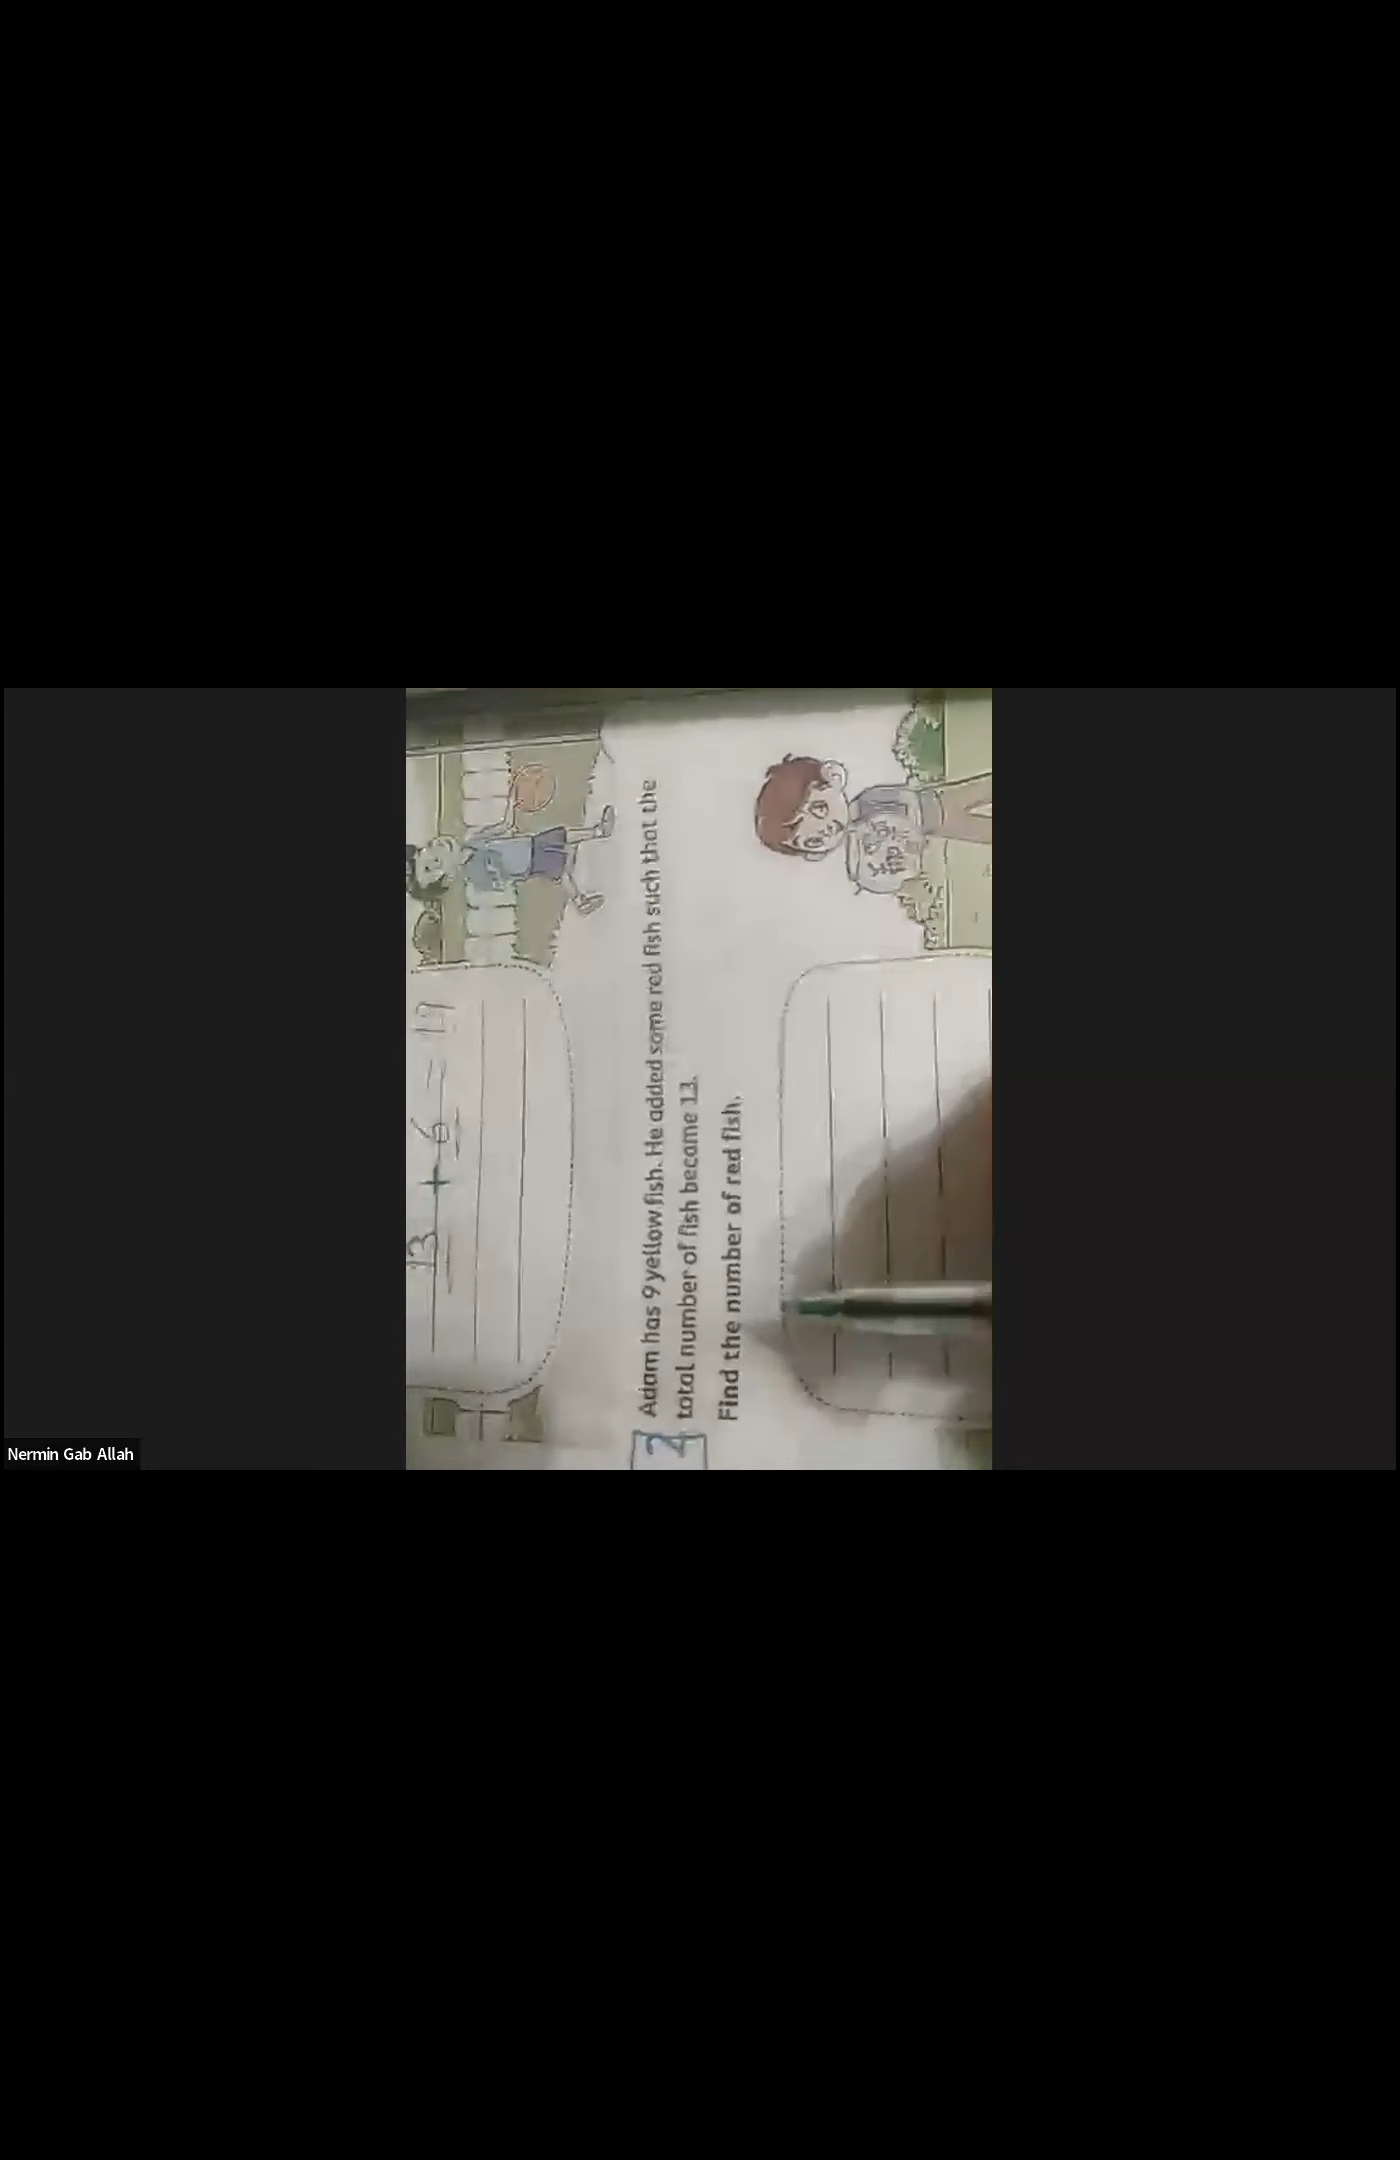 13 + 6 = 19
2 Adam has 9 yellow fish. He added some red fish such that the
total number of fish became 13.
Find the number of red fish.
Nermin Gab Allah